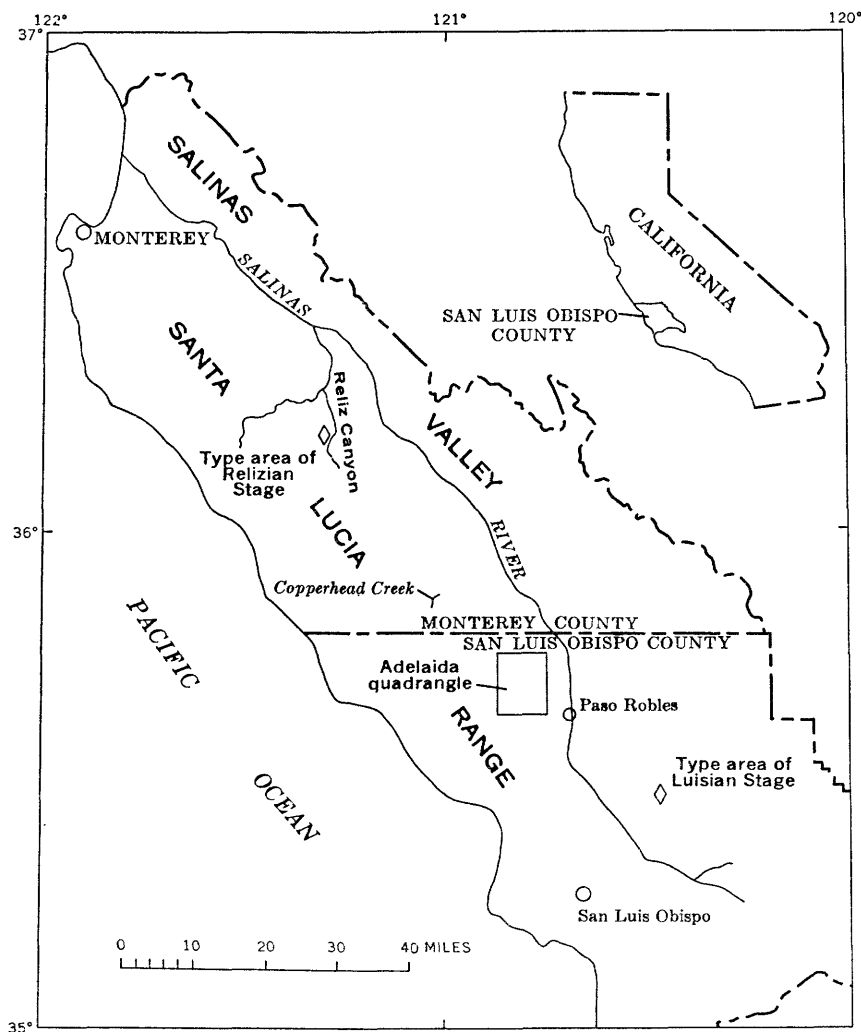 122°
121°
120°
37°
SALINAS
MONTEREY
SALINAS
CALIFORNIA
SAN LUIS OBISPO
COUNTY
SANTA
Reliz Canyon
VALLEY
Type area of
Relizian
Stage
LUCIA
RIVER
36°
Copperhead Creek
PACIFIC
MONTEREY COUNTY
SAN LUIS OBISPO COUNTY
Adelaida
quadrangle
Paso Robles
RANGE
Type area of
Luisian Stage
OCEAN
San Luis Obispo
0 10 20 30 40 MILES
35°